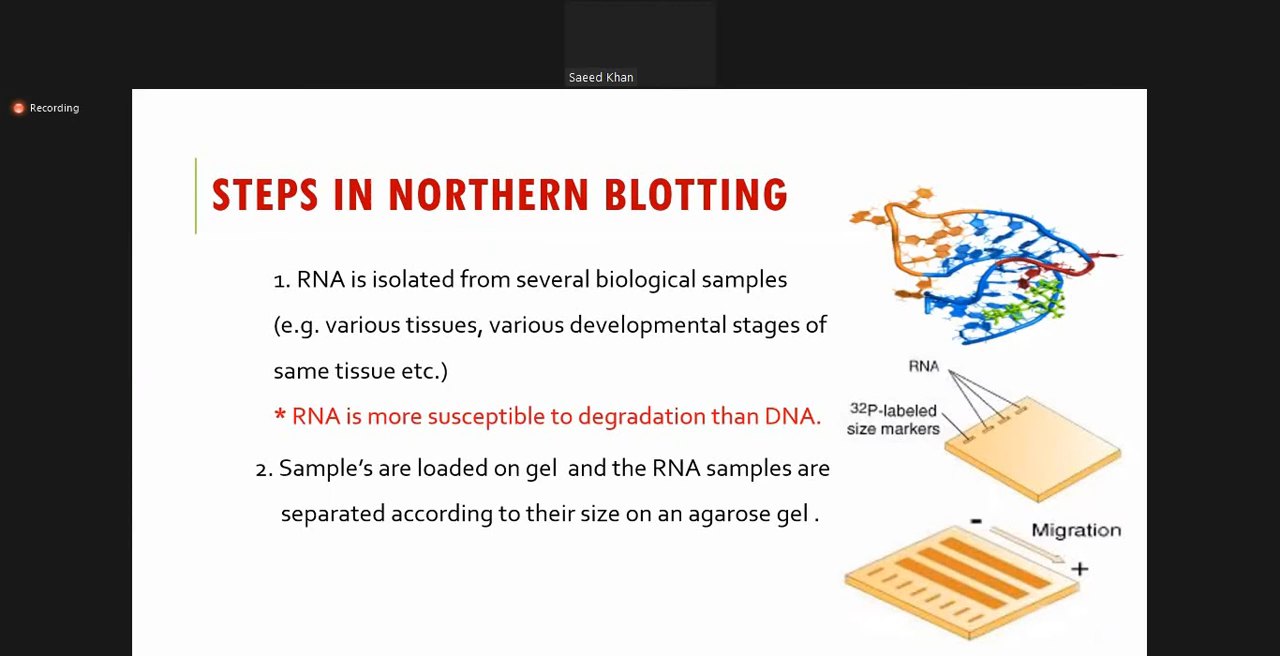 Saeed Khan
Recording
STEPS IN NORTHERN BLOTTING
1. RNA is isolated from several biological samples
(e.g. various tissues, various developmental stages of
same tissue etc.)
* RNA is more susceptible to degradation than DNA.
2. Sample's are loaded on gel  and the RNA samples are
separated according to their size on an agarose gel .
RNA
³²P-labeled
size markers
-
Migration
+